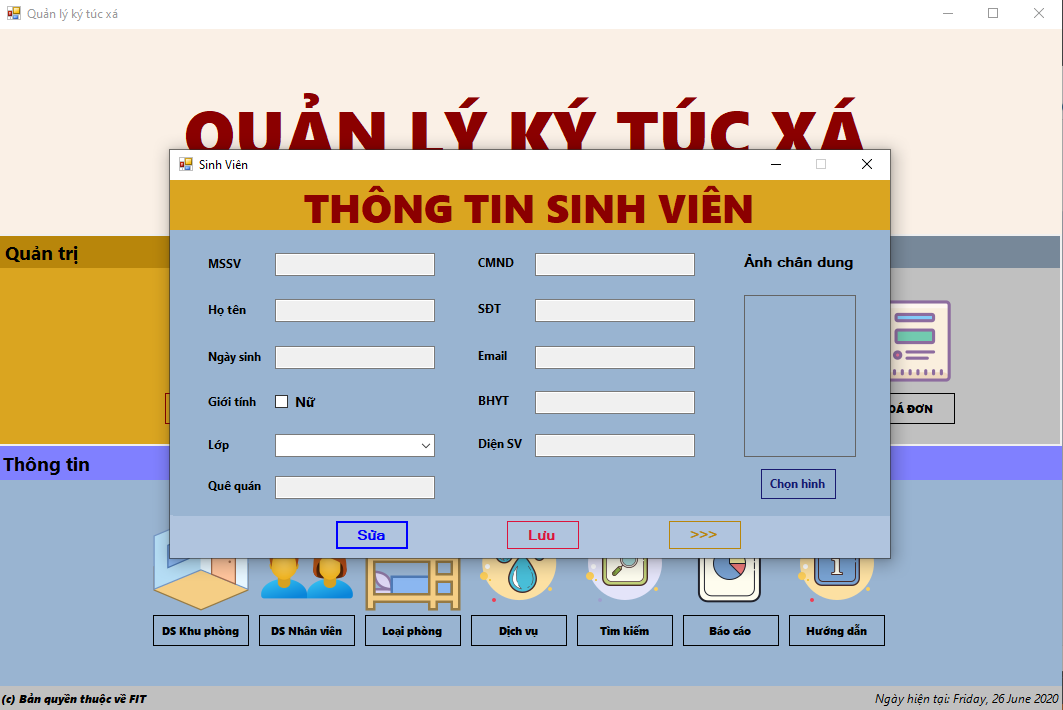 Quản lý ký túc xá
QUẢN LÝ KÝ TÚC XÁ
Sinh Viên
THÔNG TIN SINH VIÊN
Quản trị
MSSV
CMND
Ảnh chân dung
Họ tên
SĐT
Ngày sinh
Email
Giới tính
Nữ
BHYT
OÁ ĐƠN
Lớp
Diện SV
Thông tin
Quê quán
Chọn hình
Sửa
Lưu
>>>
DS Khu phòng
DS Nhân viên
Loại phòng
Dịch vụ
Tìm kiếm
Báo cáo
Hướng dẫn
(c) Bản quyền thuộc về FIT
Ngày hiện tại: Friday, 26 June 2020